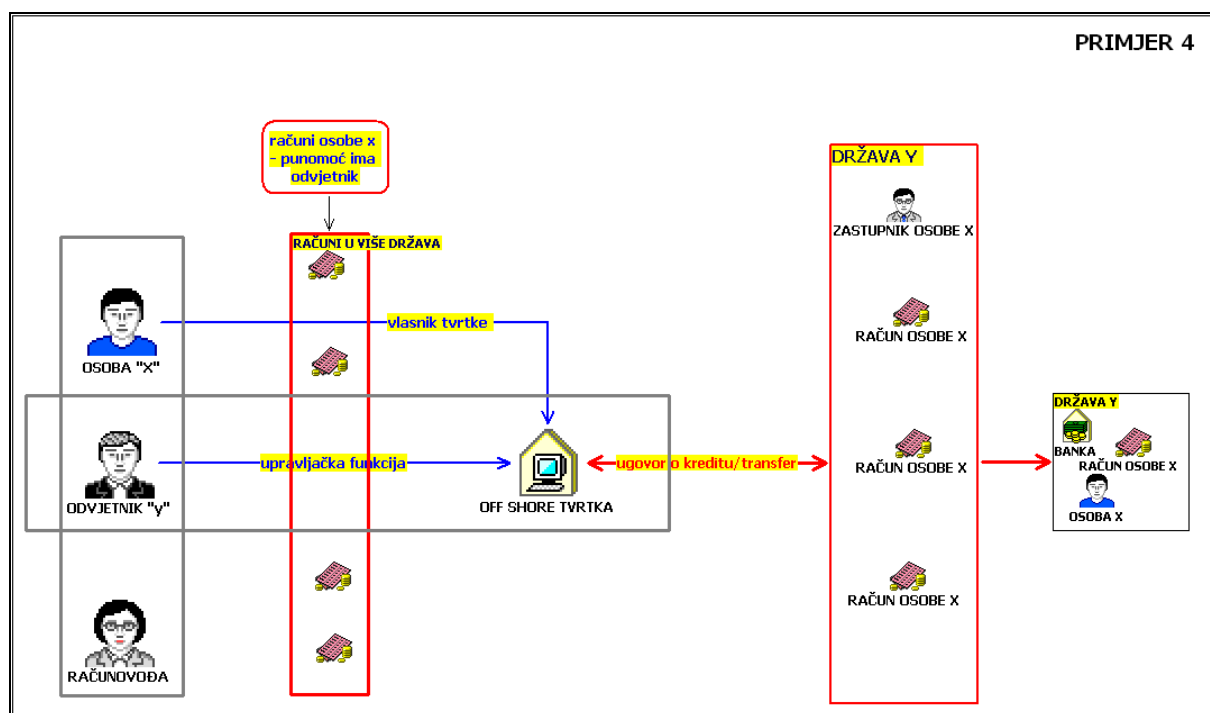 PRIMJER 4
računi osobe x
- punomoć ima
odvjetnik
RAČUNI U VIŠE DRŽAVA
OSOBA "X"
vlasnik tvrtke
ODVJETNIK "y"
upravljačka funkcija
OFF SHORE TVRTKA
RAČUNOVOĐA
ugovor o kreditu/transfer
DRŽAVA Y
ZASTUPNIK OSOBE X
RAČUN OSOBE X
RAČUN OSOBE X
RAČUN OSOBE X
DRŽAVA Y
BANKA
RAČUN OSOBE X
OSOBA X